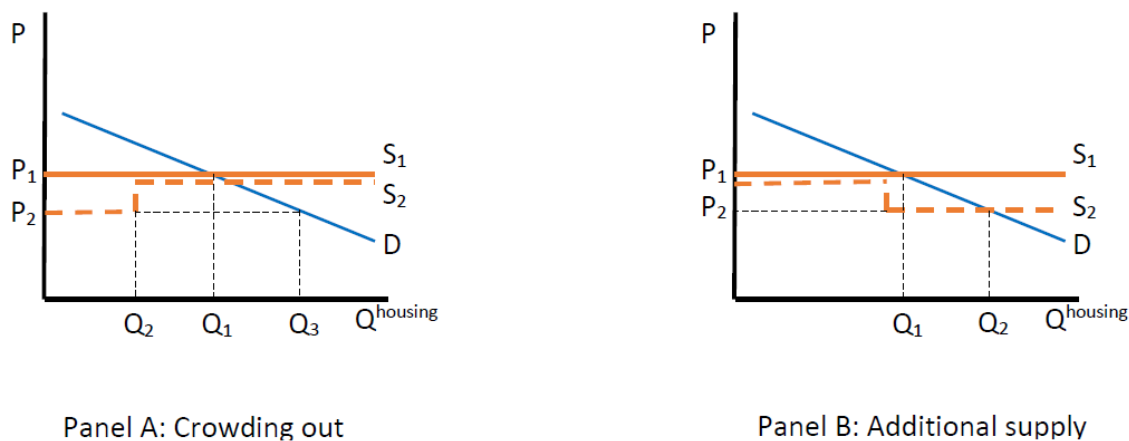 P
P₁
S₁
P₂
S₂
D
Q₂ Q₁ Q₃ Q^housing
Panel A: Crowding out
P
P₁
S₁
P₂
S₂
D
Q₁ Q₂ Q^housing
Panel B: Additional supply